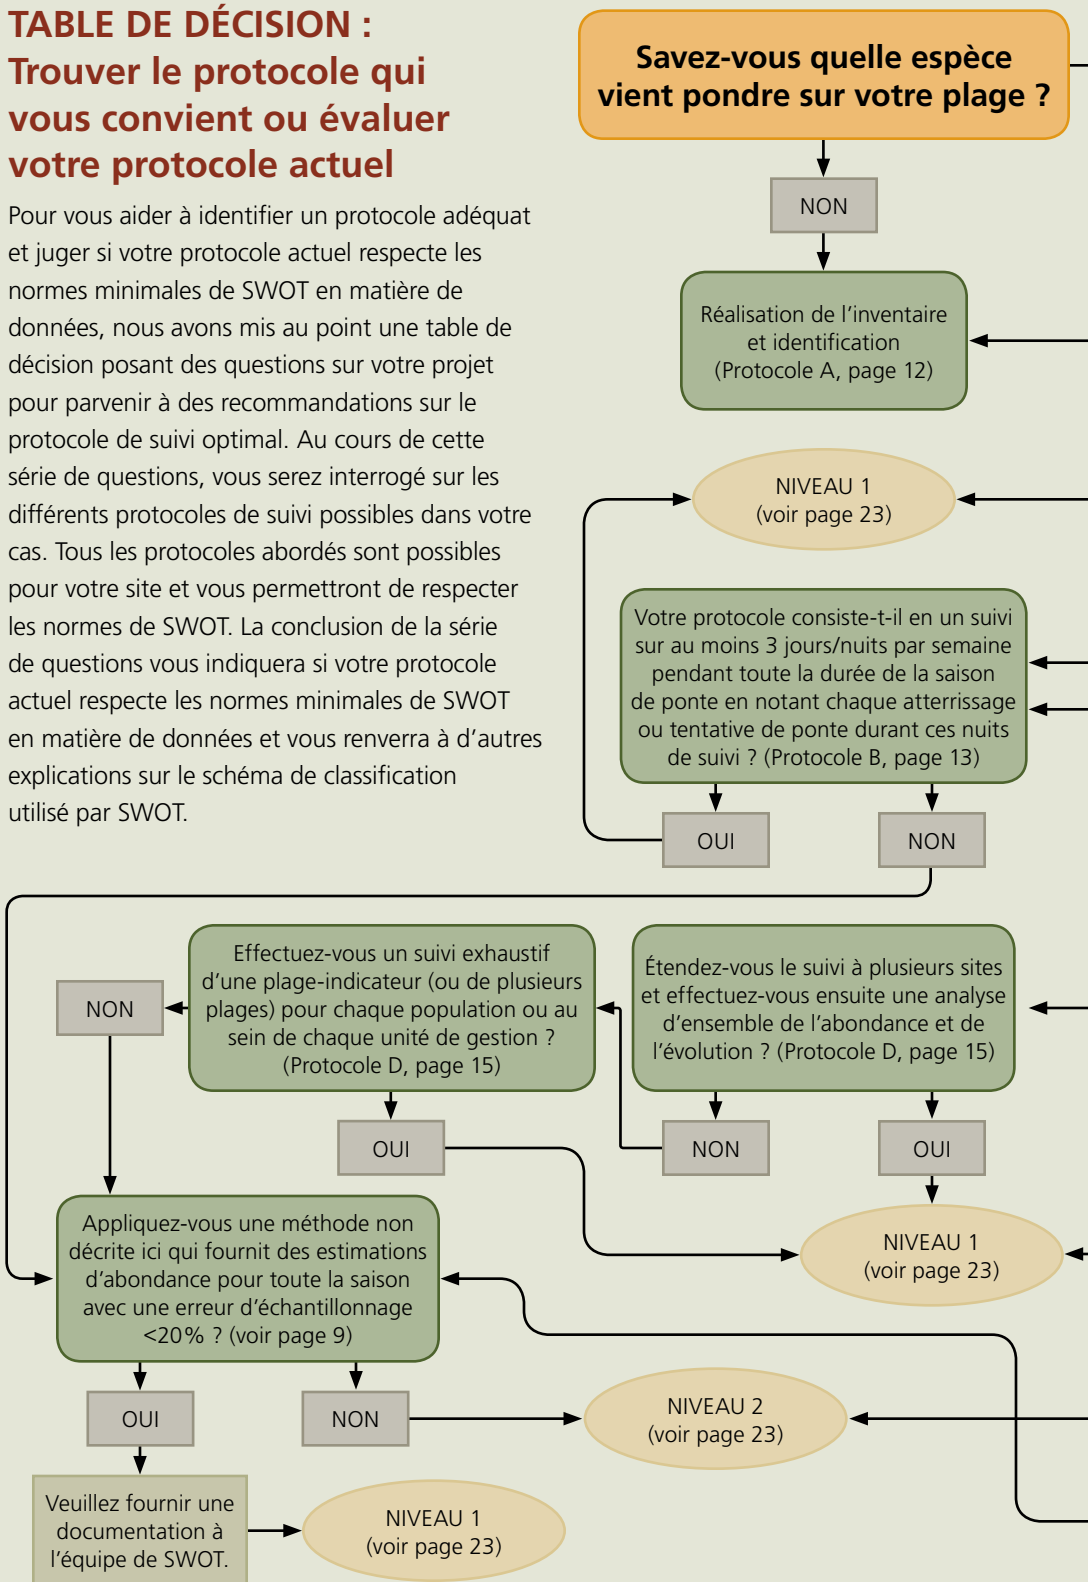 TABLE DE DÉCISION :
Trouver le protocole qui
vous convient ou évaluer
votre protocole actuel
Pour vous aider à identifier un protocole adéquat
et juger si votre protocole actuel respecte les
normes minimales de SWOT en matière de
données, nous avons mis au point une table de
décision posant des questions sur votre projet
pour parvenir à des recommandations sur le
protocole de suivi optimal. Au cours de cette
série de questions, vous serez interrogé sur les
différents protocoles de suivi possibles dans votre
cas. Tous les protocoles abordés sont possibles
pour votre site et vous permettront de respecter
les normes de SWOT. La conclusion de la série
de questions vous indiquera si votre protocole
actuel respecte les normes minimales de SWOT
en matière de données et vous renverra à d'autres
explications sur le schéma de classification
utilisé par SWOT.
Savez-vous quelle espèce
vient pondre sur votre plage ?
NON
Réalisation de l'inventaire
et identification
(Protocole A, page 12)
NIVEAU 1
(voir page 23)
Votre protocole consiste-t-il en un suivi
sur au moins 3 jours/nuits par semaine
pendant toute la durée de la saison
de ponte en notant chaque atterrissage
ou tentative de ponte durant ces nuits
de suivi ? (Protocole B, page 13)
OUI
NON
Effectuez-vous un suivi exhaustif
d'une plage-indicateur (ou de plusieurs
plages) pour chaque population ou au
sein de chaque unité de gestion ?
(Protocole D, page 15)
NON
OUI
Étendez-vous le suivi à plusieurs sites
et effectuez-vous ensuite une analyse
d'ensemble de l'abondance et de
l'évolution ? (Protocole D, page 15)
NON
OUI
NIVEAU 1
(voir page 23)
Appliquez-vous une méthode non
décrite ici qui fournit des estimations
d'abondance pour toute la saison
avec une erreur d'échantillonnage
<20% ? (voir page 9)
OUI
NON
NIVEAU 2
(voir page 23)
Veuillez fournir une
documentation à
l'équipe de SWOT.
NIVEAU 1
(voir page 23)